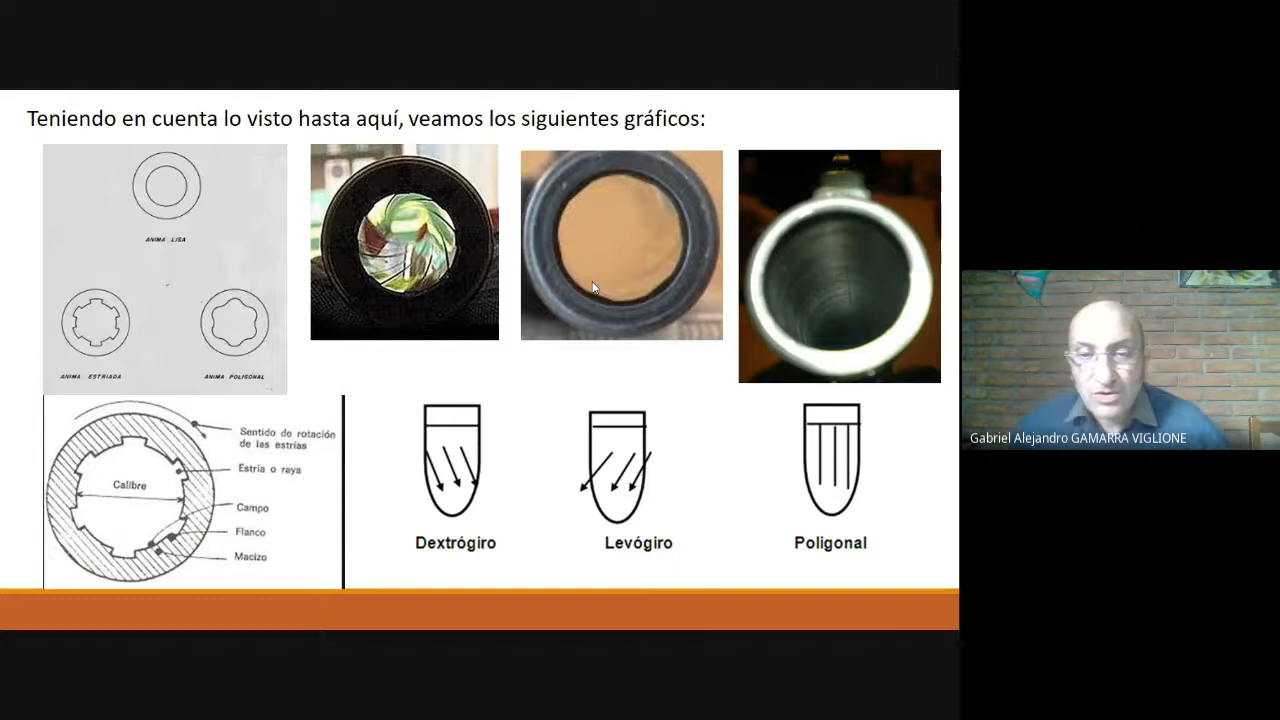 Teniendo en cuenta lo visto hasta aquí, veamos los siguientes gráficos:
ANIMA LISA
ANIMA ESTRIADA
ANIMA POLIGONAL
Sentido de rotación
de las estrías
Estría o raya
Calibre
Campo
Flanco
Macizo
Dextrógiro
Levógiro
Poligonal
Gabriel Alejandro GAMARRA VIGLIONE